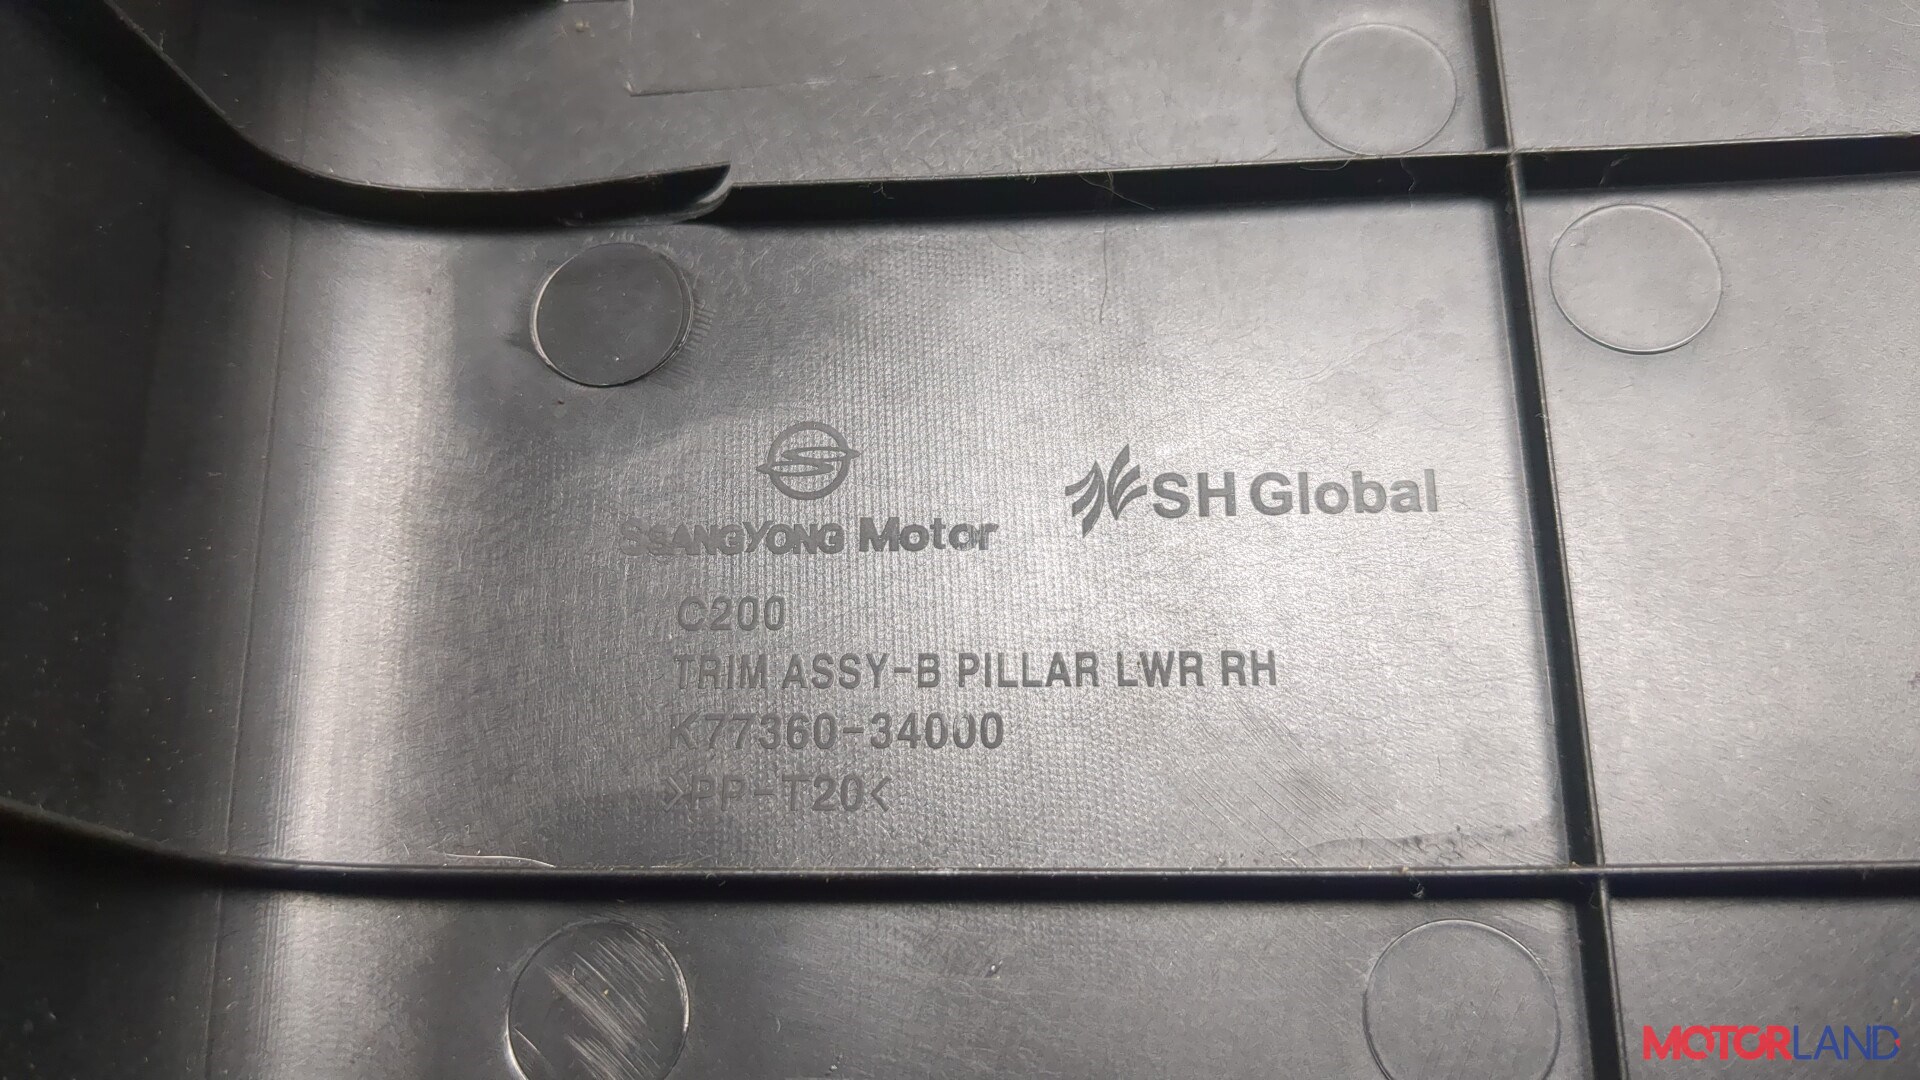 SSANGYONG Motor
SH Global
C200
TRIM ASSY-B PILLAR LWR RH
K77360-34000
>PP-T20<
MOTORLAND